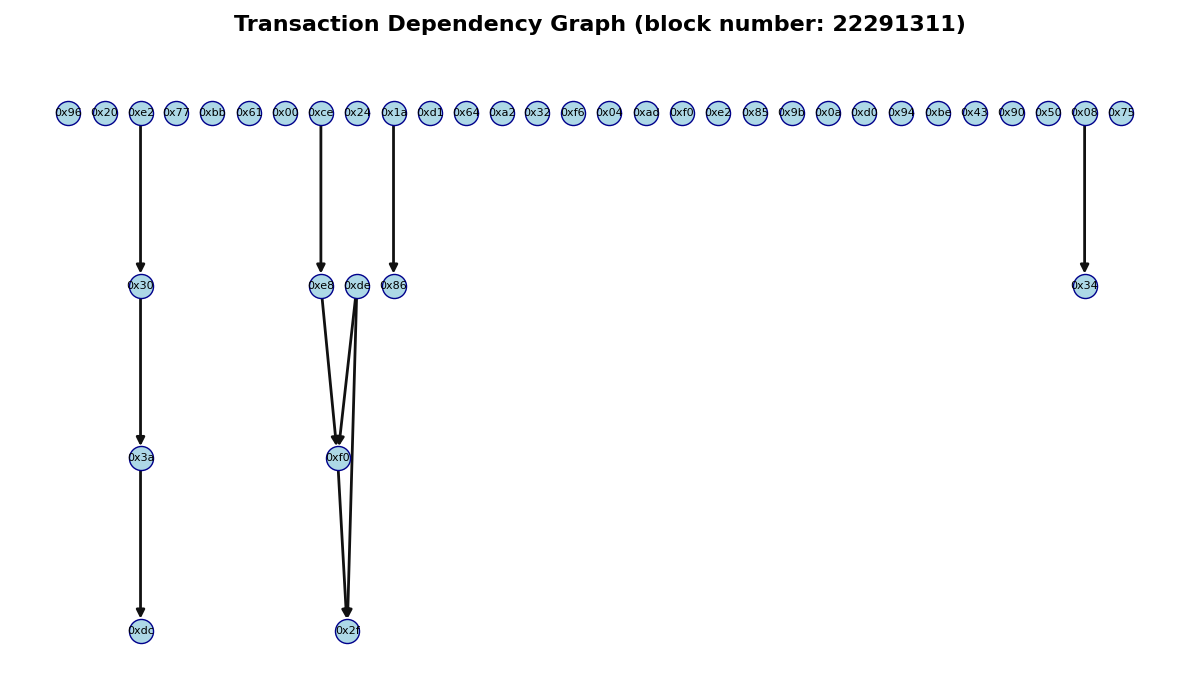 Transaction Dependency Graph (block number: 22291311)
0x96 0x20 0xe2 0x77 0xbb 0x61 0x00 0xce 0x24 0x1a 0xd1 0x64 0xa2 0x32 0xf6 0x04 0xad 0xf0 0xe2 0x85 0x9b 0x0a 0xd0 0x94 0xbe 0x43 0x90 0x50 0x08 0x75
0x30 0xe8 0xde 0x86 0x34
0x3a 0xf0
0xdc 0x2f